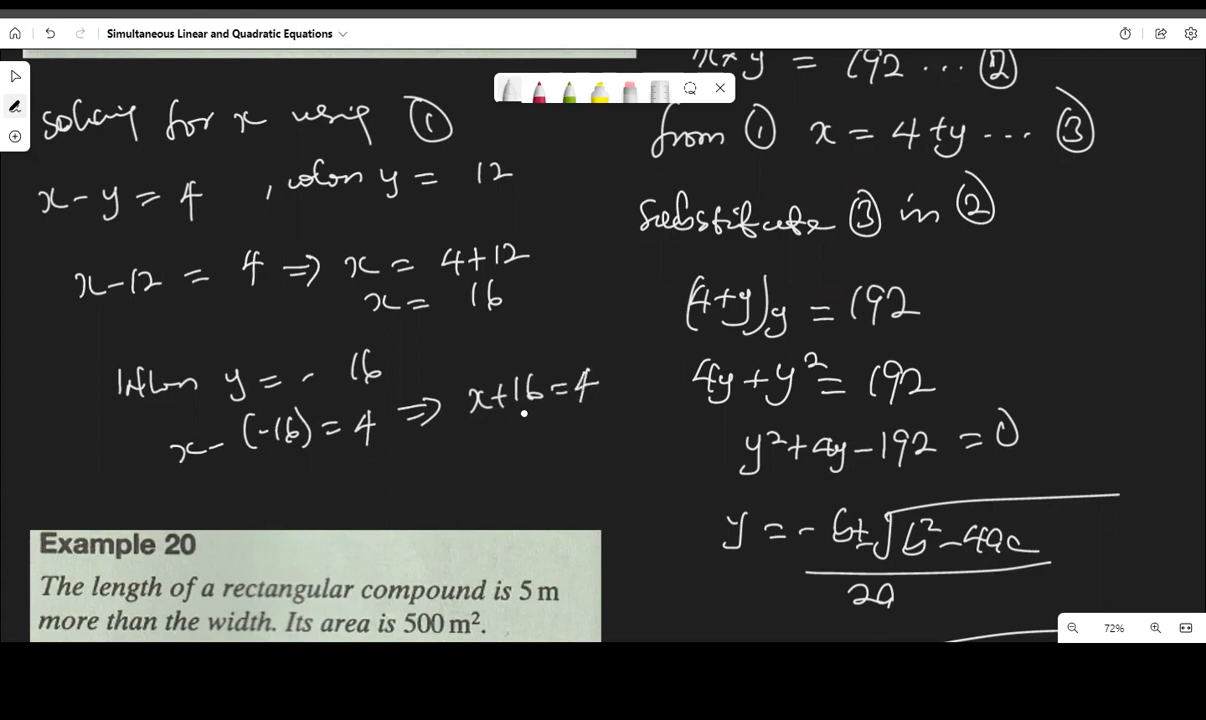 Simultaneous Linear and Quadratic Equations
solving for x using ①
x - y = 4 , when y = 12
x - 12 = 4 ⇒ x = 4 + 12
x = 16
When y = - 16
x - (-16) = 4 ⇒ x + 16 = 4
Example 20
The length of a rectangular compound is 5 m
more than the width. Its area is 500 m².
x × y = 192 ... ②
from ① x = 4 + y ... ③
Substitute ③ in ②
(4 + y)y = 192
4y + y² = 192
y² + 4y - 192 = 0
y = - b ± √b² - 4ac
2a
72%